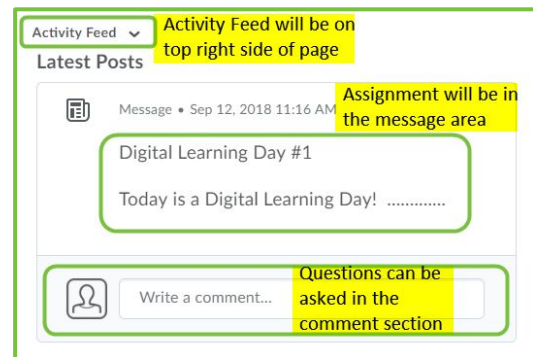 Activity Feed
Activity Feed will be on
top right side of page
Latest Posts
Message • Sep 12, 2018 11:16 AM
Assignment will be in
the message area
Digital Learning Day #1
Today is a Digital Learning Day! .............
Write a comment...
Questions can be
asked in the
comment section